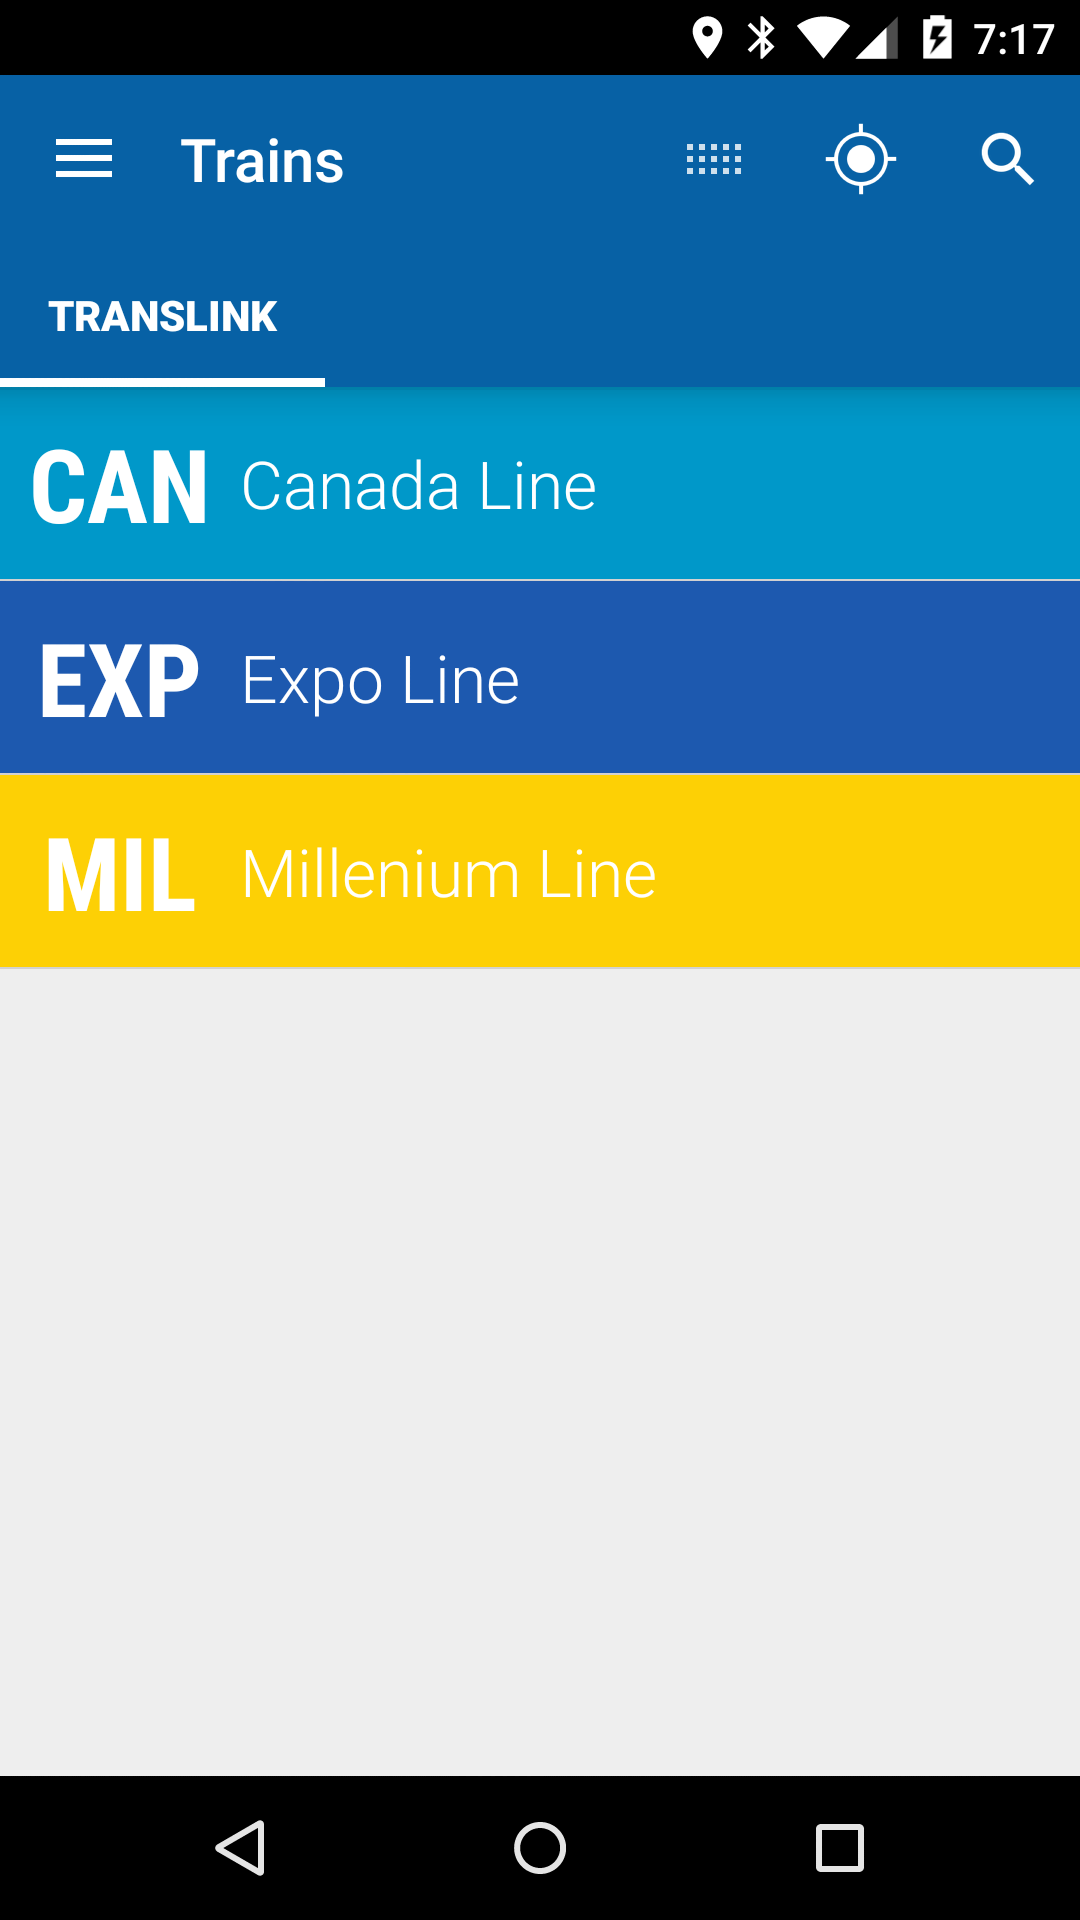 7:17
Trains
TRANSLINK
CAN Canada Line
EXP Expo Line
MIL Millenium Line